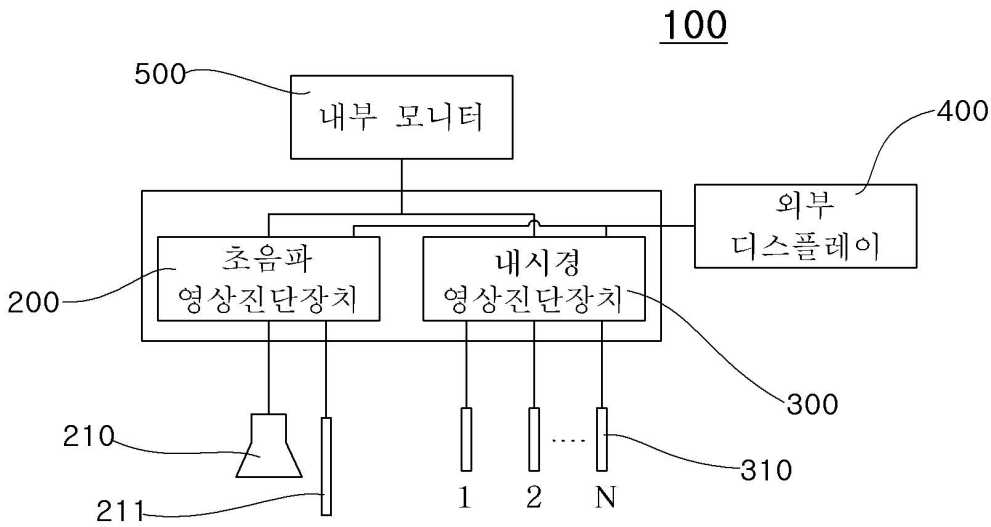 100
500
내부 모니터
400
외부
디스플레이
초음파
영상진단장치
내시경
영상진단장치
200
300
210
211
310
1 2 ···· N